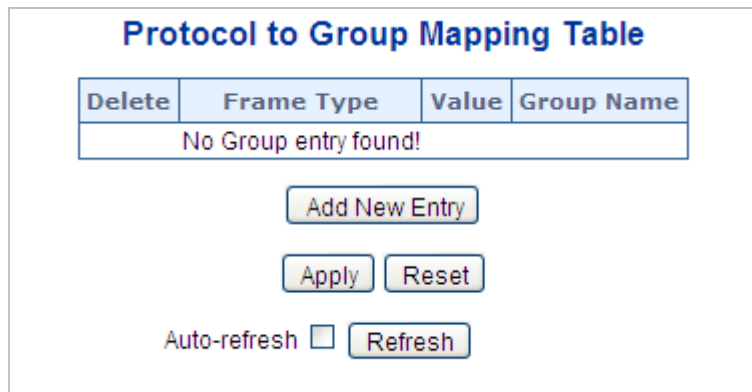 Protocol to Group Mapping Table
Delete Frame Type Value Group Name
No Group entry found!
Add New Entry
Apply Reset
Auto-refresh Refresh